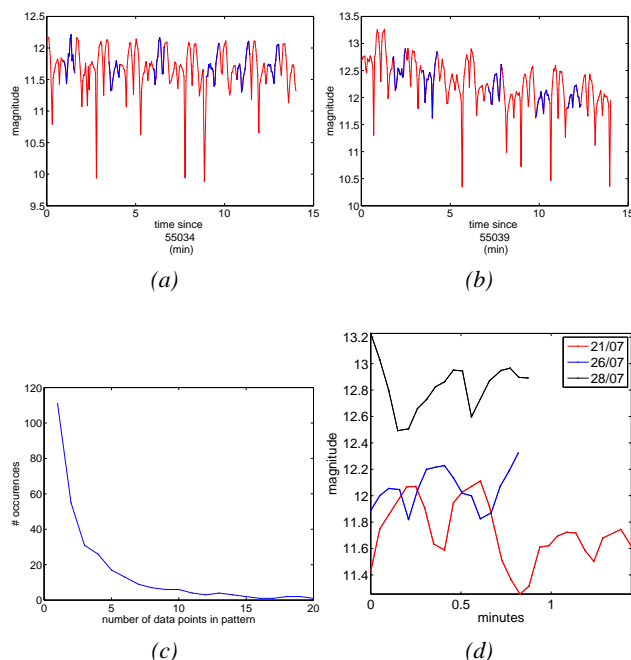 12.5
12
11.5
11
10.5
10
9.5
magnitude
0 5 10 15
time since
55034
(min)
(a)
13.5
13
12.5
12
11.5
11
10.5
10
magnitude
0 5 10 15
time since
55039
(min)
(b)
120
100
80
60
40
20
0
# occurences
0 5 10 15 20
number of data points in pattern
(c)
13.2
13
12.8
12.6
12.4
12.2
12
11.8
11.6
11.4
magnitude
21/07
26/07
28/07
0 0.5 1
minutes
(d)